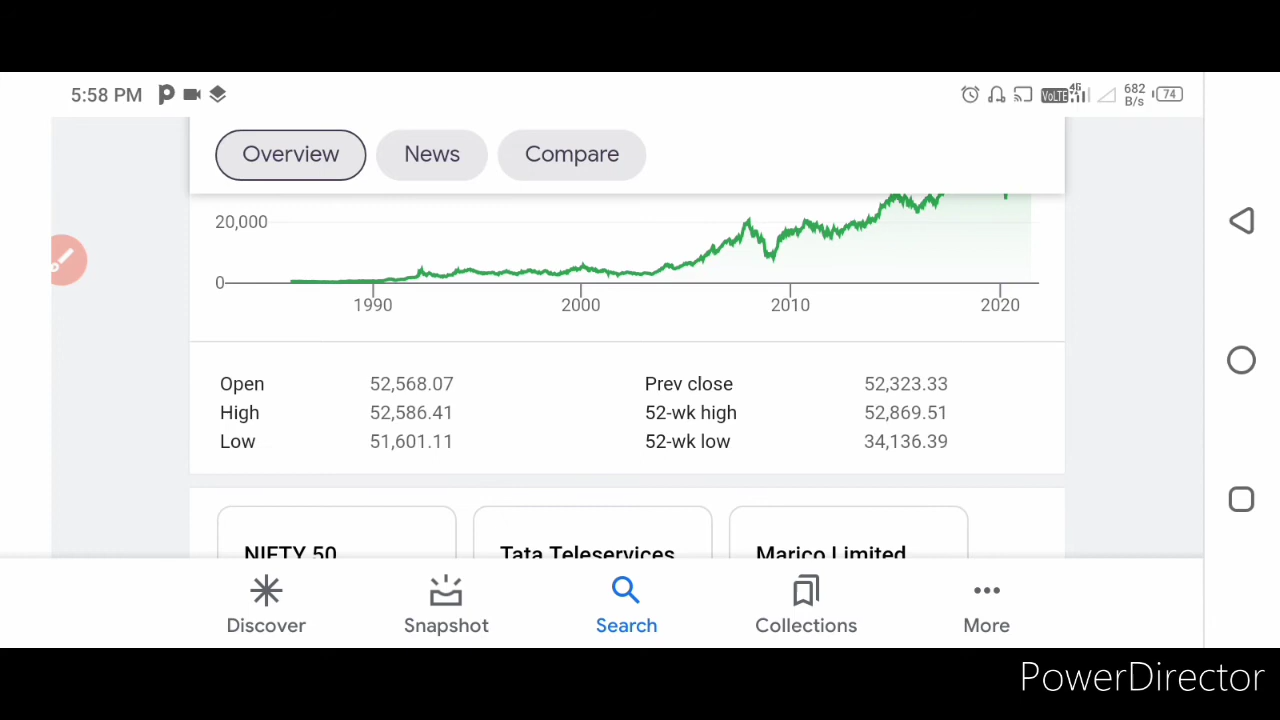 5:58 PM
VoLTE 4G 682 B/s 74
Overview News Compare
20,000
0
1990 2000 2010 2020
Open 52,568.07 Prev close 52,323.33
High 52,586.41 52-wk high 52,869.51
Low 51,601.11 52-wk low 34,136.39
NIFTY 50 Tata Teleservices Marico Limited
Discover Snapshot Search Collections More
PowerDirector